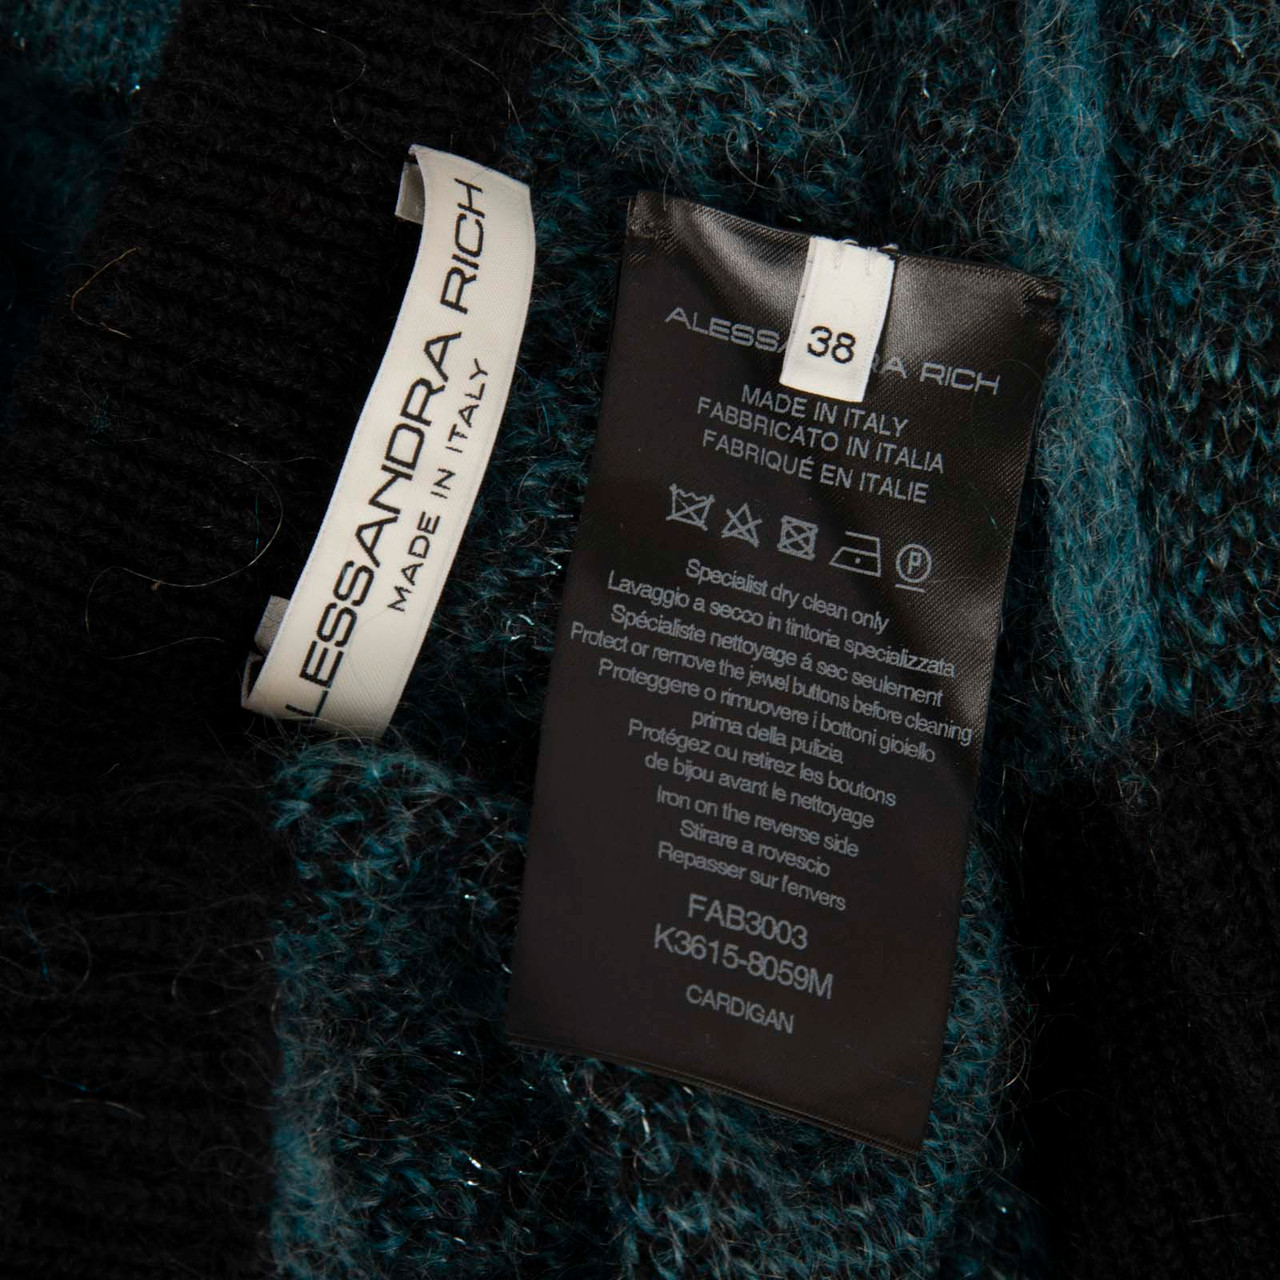 ALESSANDRA RICH
MADE IN ITALY
38
ALESSANDRA RICH
MADE IN ITALY
FABBRICATO IN ITALIA
FABRIQUÉ EN ITALIE
P
Specialist dry clean only
Lavaggio a secco in tintoria specializzata
Spécialiste nettoyage á sec seulement
Protect or remove the jewel buttons before cleaning
Proteggere o rimuovere i bottoni gioiello
prima della pulizia
Protégez ou retirez les boutons
de bijou avant le nettoyage
Iron on the reverse side
Stirare a rovescio
Repasser sur l'envers
FAB3003
K3615-8059M
CARDIGAN